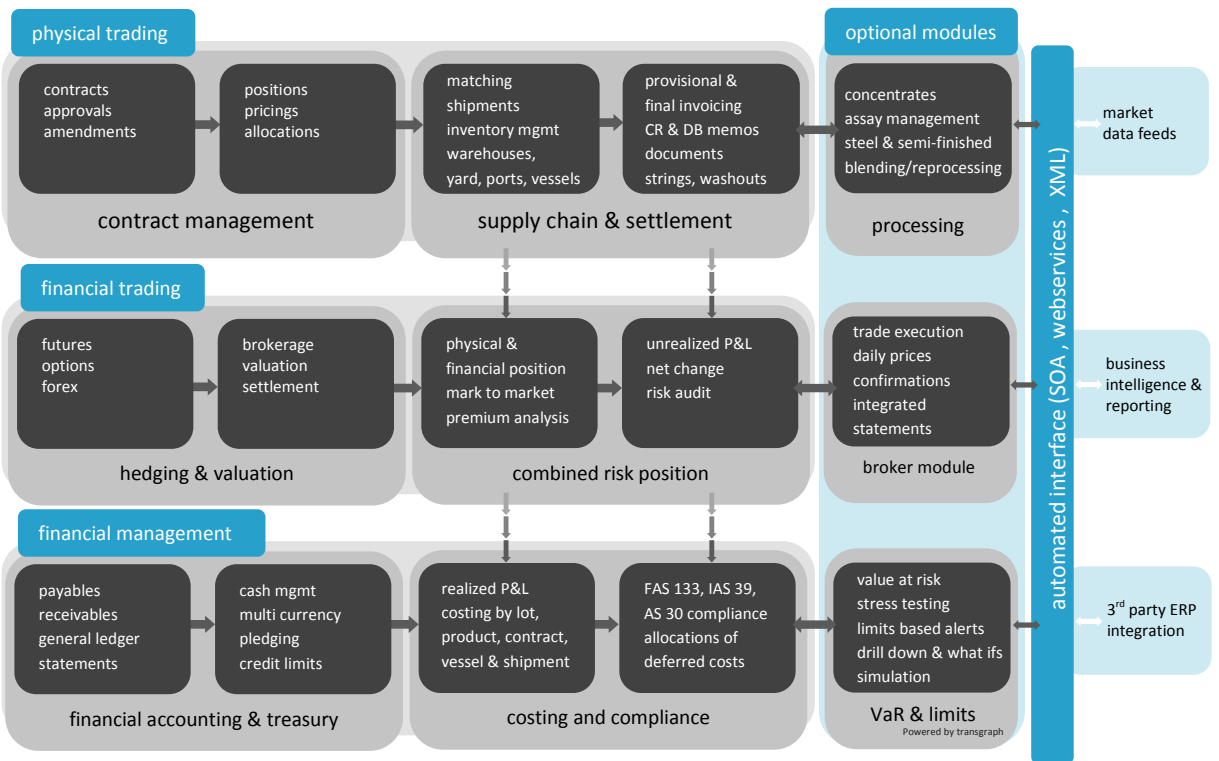 physical trading
contracts
approvals
amendments
positions
pricings
allocations
contract management
matching
shipments
inventory mgmt
warehouses,
yard, ports, vessels
provisional &
final invoicing
CR & DB memos
documents
strings, washouts
supply chain & settlement
optional modules
concentrates
assay management
steel & semi-finished
blending/reprocessing
processing
financial trading
futures
options
forex
brokerage
valuation
settlement
hedging & valuation
physical &
financial position
mark to market
premium analysis
unrealized P&L
net change
risk audit
combined risk position
trade execution
daily prices
confirmations
integrated
statements
broker module
financial management
payables
receivables
general ledger
statements
cash mgmt
multi currency
pledging
credit limits
financial accounting & treasury
realized P&L
costing by lot,
product, contract,
vessel & shipment
FAS 133, IAS 39,
AS 30 compliance
allocations of
deferred costs
costing and compliance
value at risk
stress testing
limits based alerts
drill down & what ifs
simulation
VaR & limits
Powered by transgraph
automated interface (SOA , webservices , XML)
market
data feeds
business
intelligence &
reporting
3rd party ERP
integration